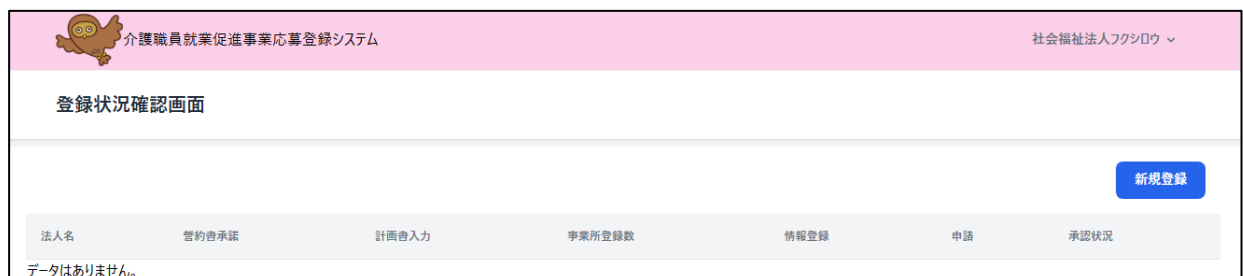 介護職員就業促進事業応募登録システム 社会福祉法人フクシロウ
登録状況確認画面
新規登録
法人名 誓約書承諾 計画書入力 事業所登録数 情報登録 申請 承認状況
データはありません。